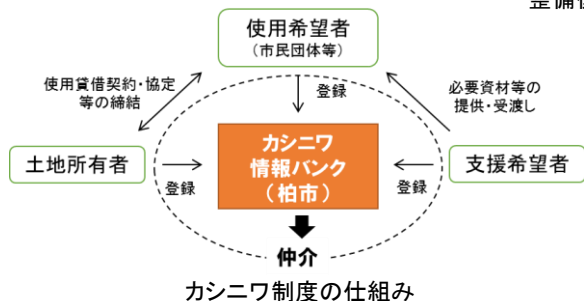 使用希望者
(市民団体等)
使用貸借契約・協定
等の締結
登録
必要資材等の
提供・受渡し
土地所有者
登録
カシニワ
情報バンク
(柏市)
登録
支援希望者
仲介
カシニワ制度の仕組み